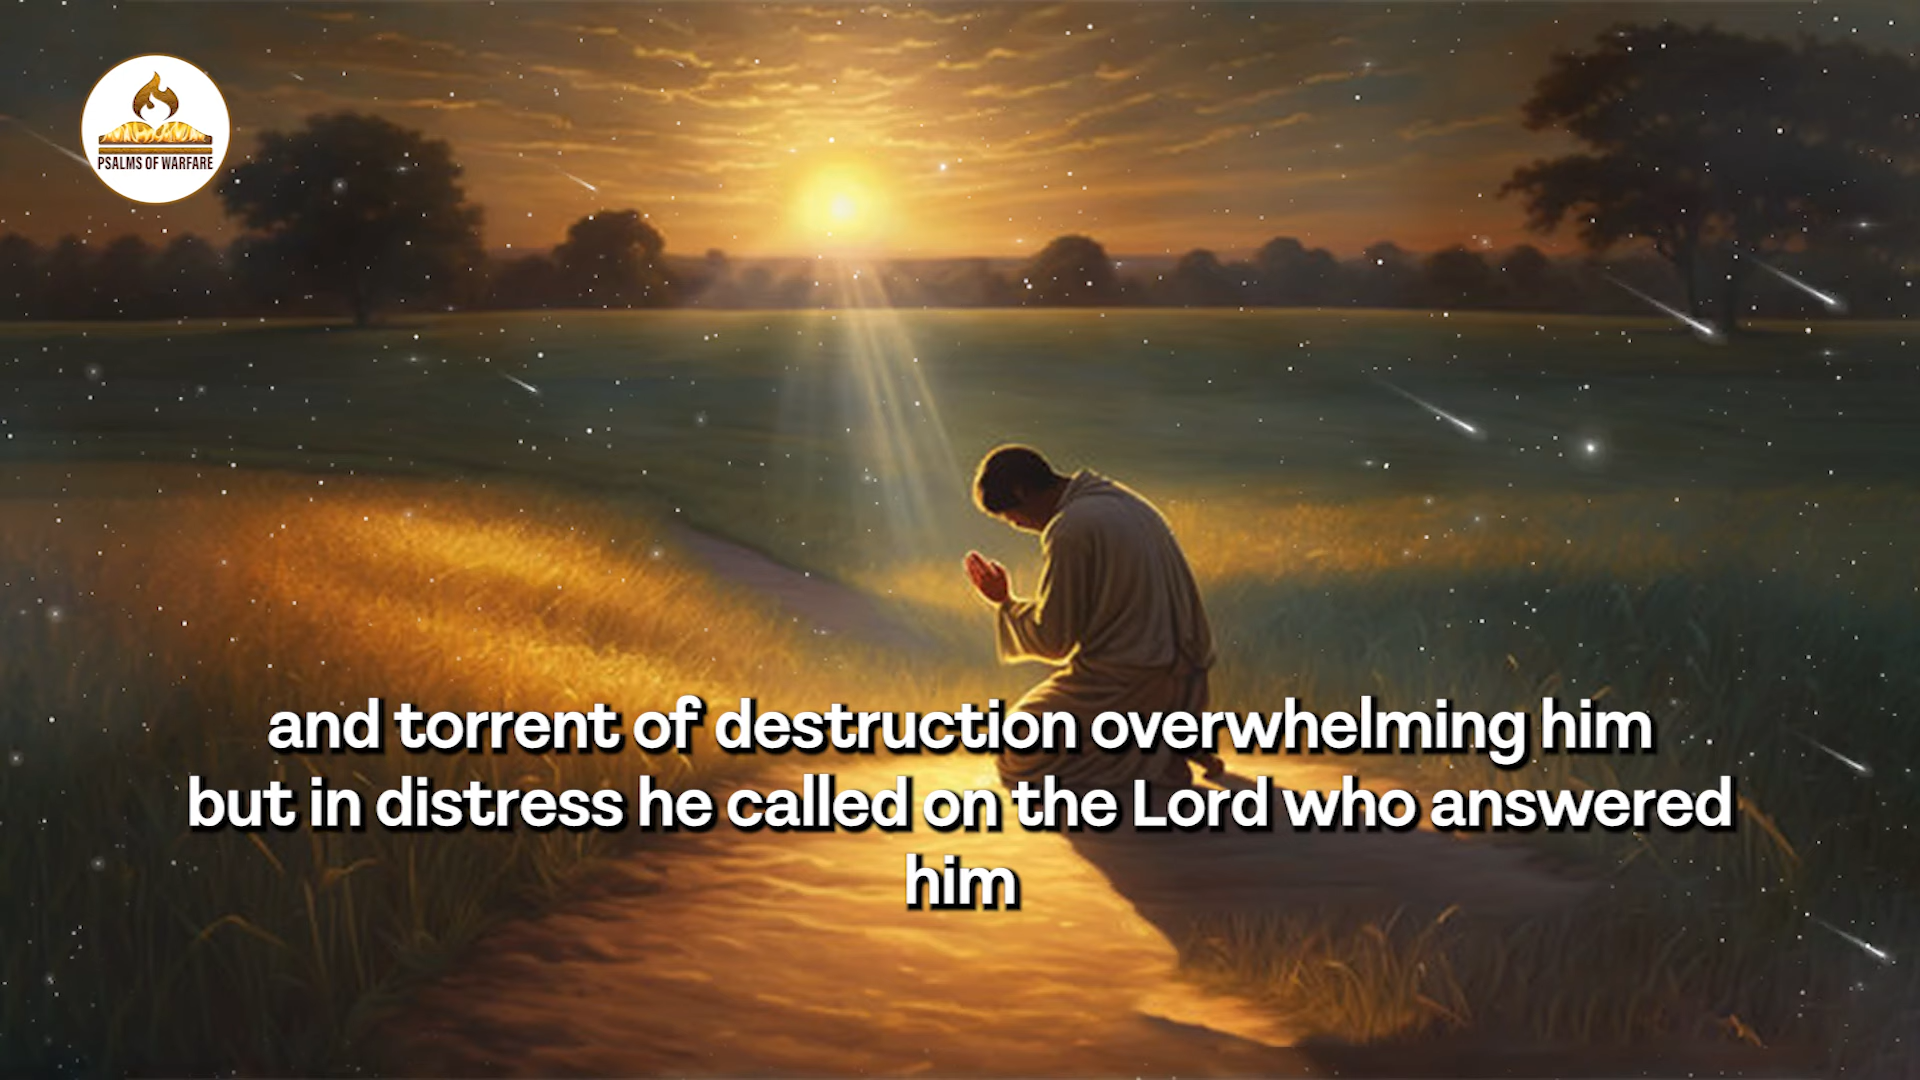 PSALMS OF WARFARE
and torrent of destruction overwhelming him
but in distress he called on the Lord who answered
him